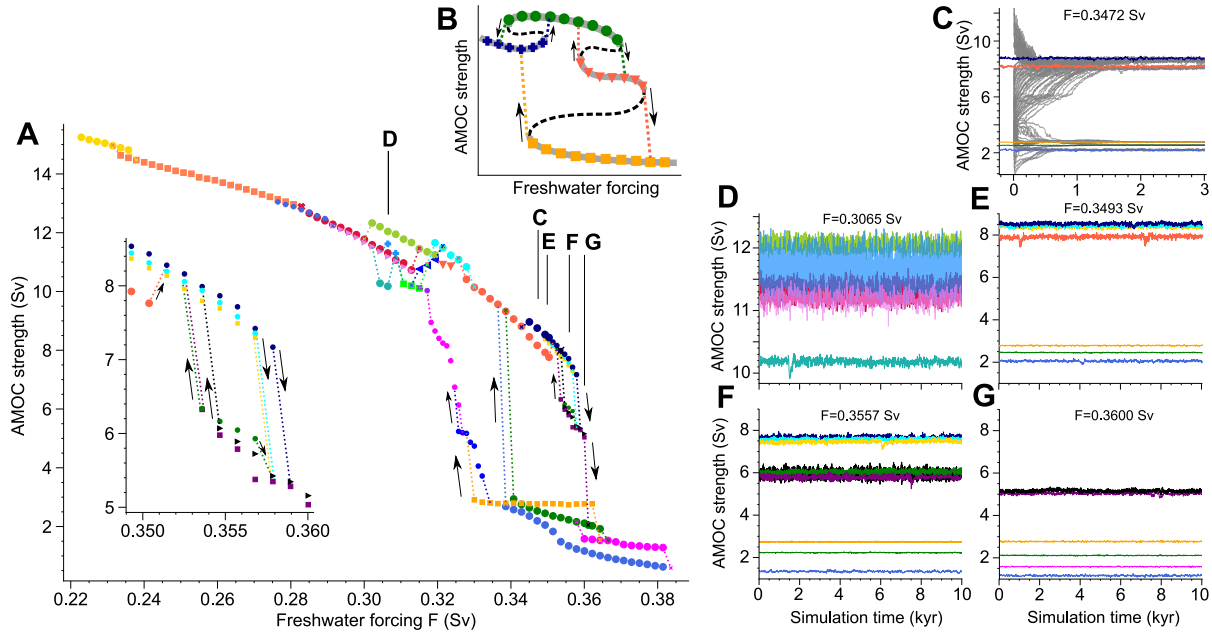 A
AMOC strength (Sv)
14
12
10
8
6
4
2
0.22
0.24
0.26
0.28
0.30
0.32
0.34
0.36
0.38
Freshwater forcing F (Sv)
D
C
E
F
G
8
7
6
5
0.350
0.355
0.360
B
AMOC strength
Freshwater forcing
C
F=0.3472 Sv
AMOC strength (Sv)
10
8
6
4
2
0
1
2
3
Simulation time (kyr)
D
F=0.3065 Sv
AMOC strength (Sv)
12
11
10
E
F=0.3493 Sv
8
6
4
2
F
F=0.3557 Sv
AMOC strength (Sv)
8
6
4
2
0
2
4
6
8
10
Simulation time (kyr)
G
F=0.3600 Sv
8
6
4
2
0
2
4
6
8
10
Simulation time (kyr)